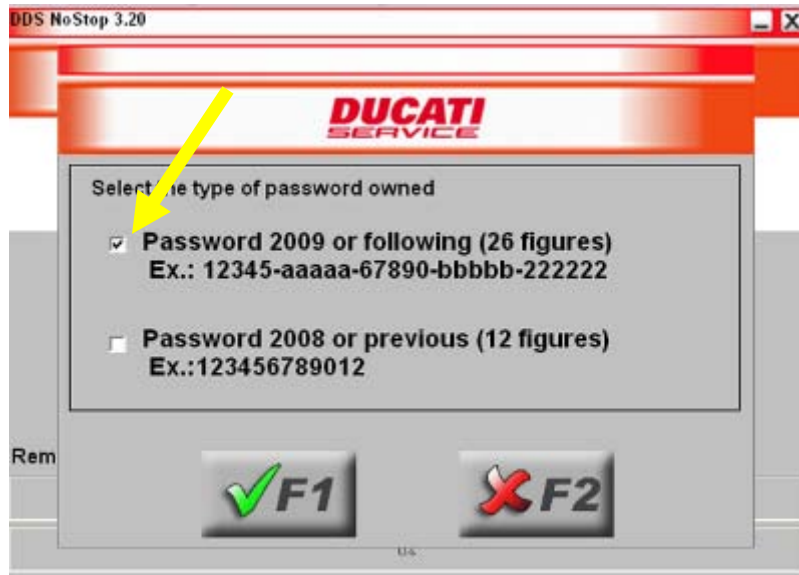 DDS NoStop 3.20
DUCATI
SERVICE
Select the type of password owned
Password 2009 or following (26 figures)
Ex.: 12345-aaaaa-67890-bbbbb-222222
Password 2008 or previous (12 figures)
Ex.:123456789012
Rem
F1
F2